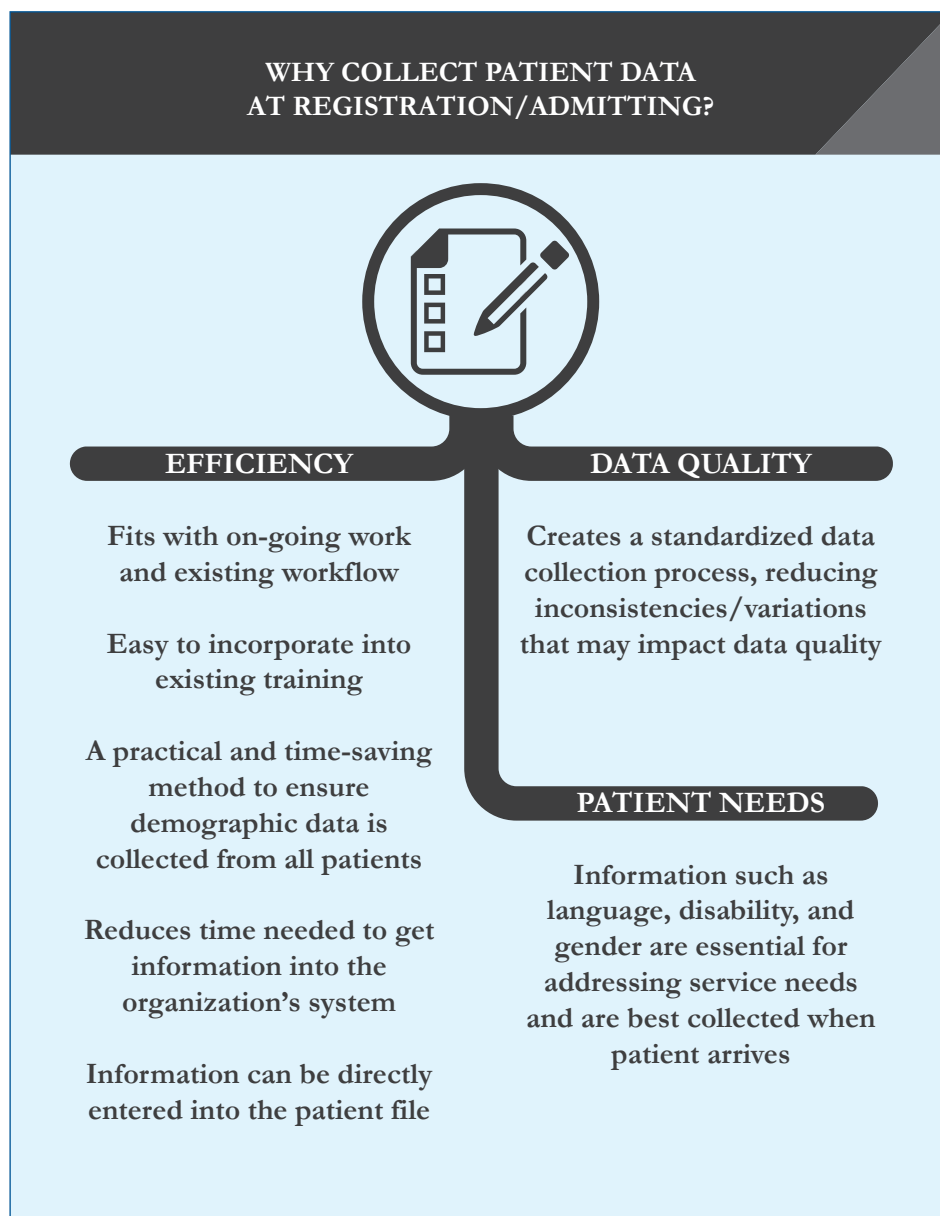 WHY COLLECT PATIENT DATA
AT REGISTRATION/ADMITTING?
EFFICIENCY
Fits with on-going work
and existing workflow
Easy to incorporate into
existing training
A practical and time-saving
method to ensure
demographic data is
collected from all patients
Reduces time needed to get
information into the
organization’s system
Information can be directly
entered into the patient file
DATA QUALITY
Creates a standardized data
collection process, reducing
inconsistencies/variations
that may impact data quality
PATIENT NEEDS
Information such as
language, disability, and
gender are essential for
addressing service needs
and are best collected when
patient arrives